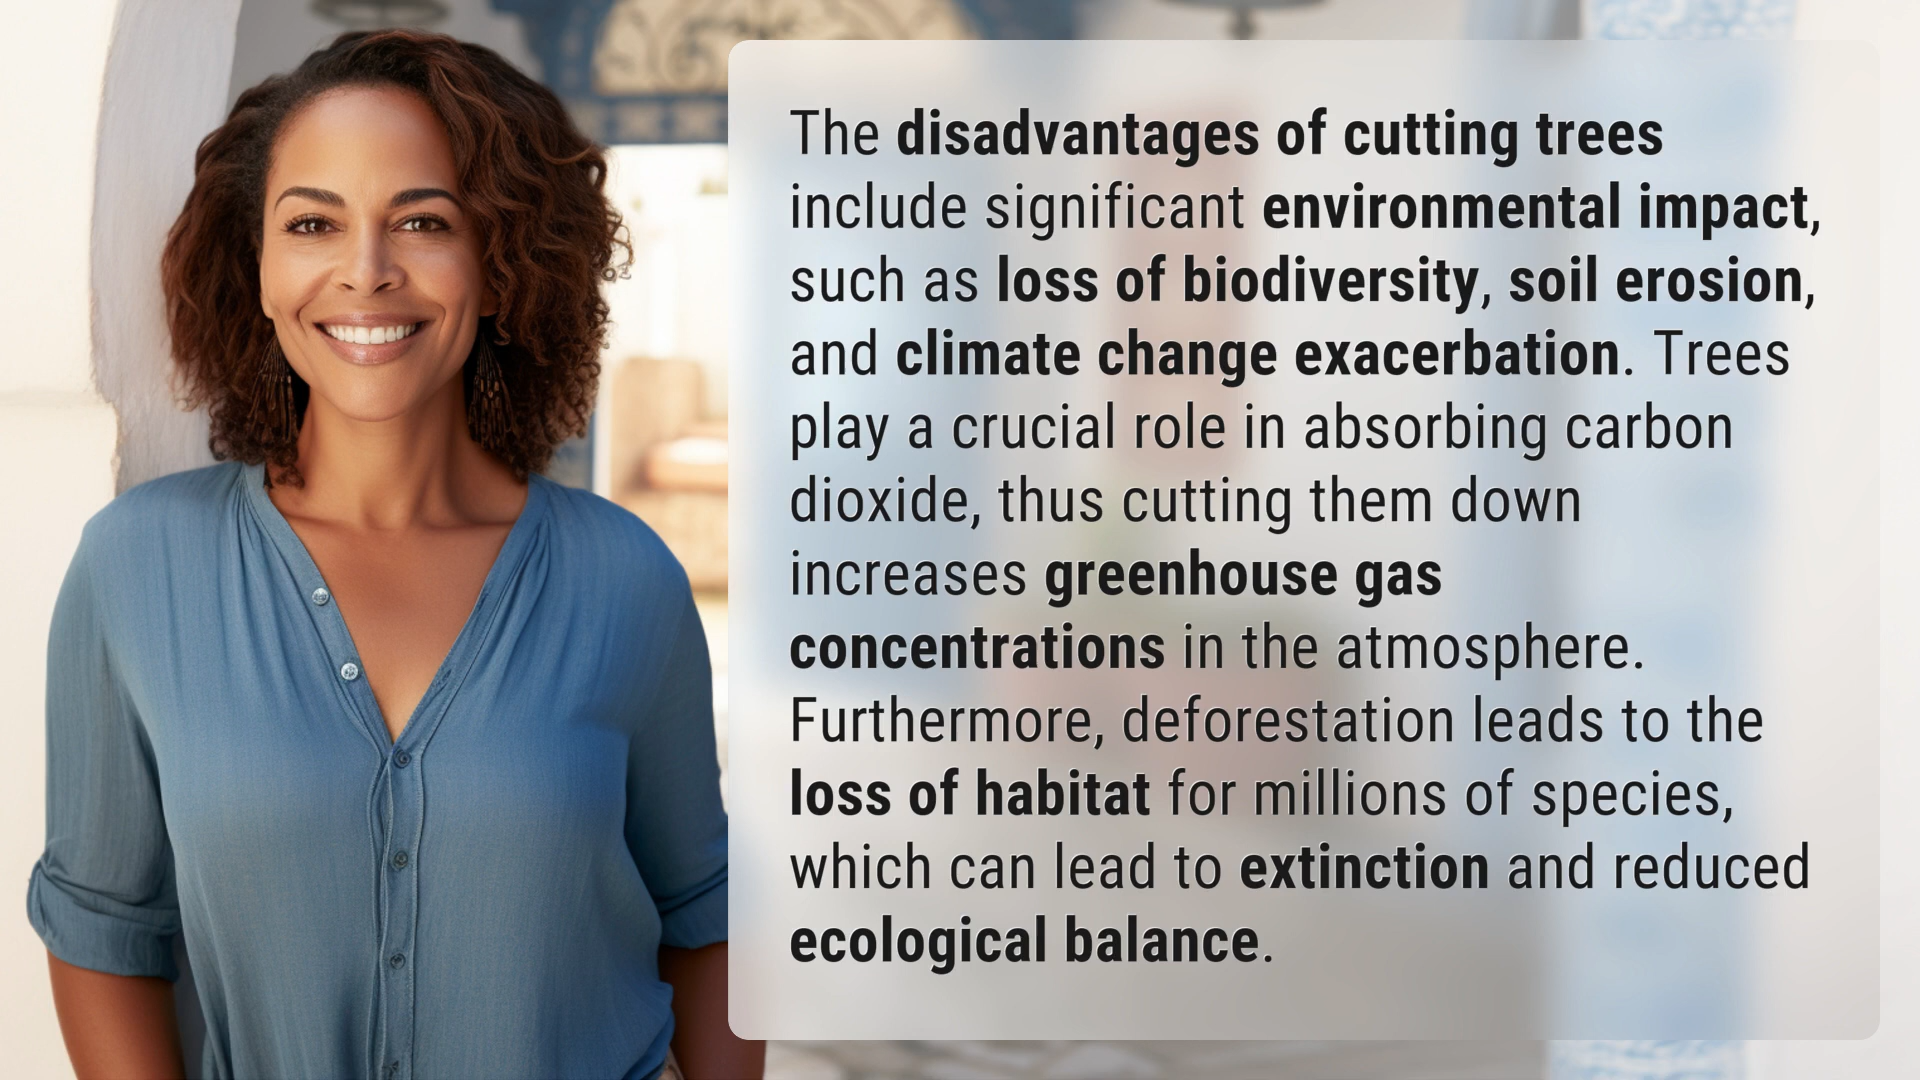 The disadvantages of cutting trees
include significant environmental impact,
such as loss of biodiversity, soil erosion,
and climate change exacerbation. Trees
play a crucial role in absorbing carbon
dioxide, thus cutting them down
increases greenhouse gas
concentrations in the atmosphere.
Furthermore, deforestation leads to the
loss of habitat for millions of species,
which can lead to extinction and reduced
ecological balance.